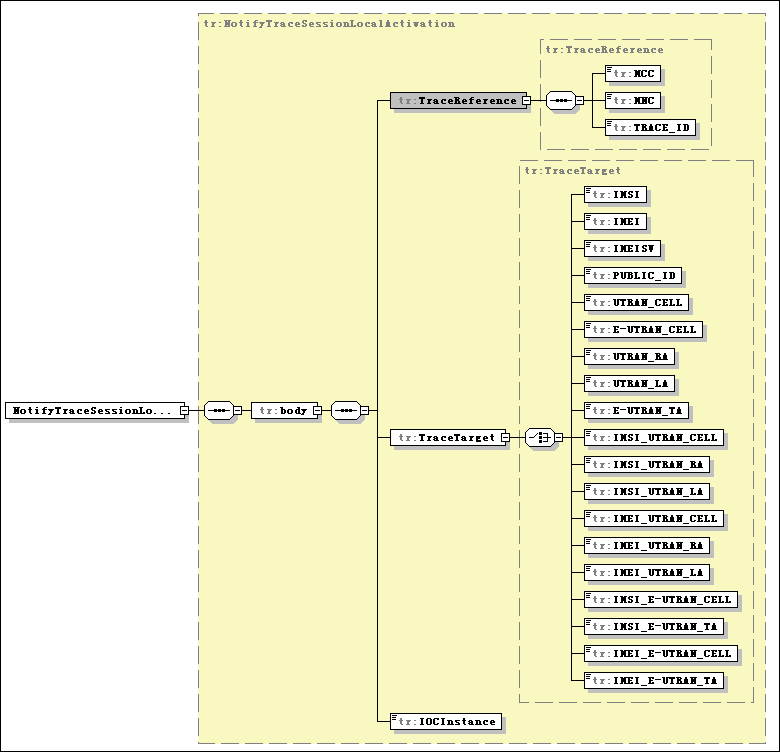 tr:NotifyTraceSessionLocalActivation
tr:TraceReference
tr:MCC
tr:TraceReference
tr:MNC
tr:TRACE_ID
tr:TraceTarget
tr:IMSI
tr:IMEI
tr:IMEISV
tr:PUBLIC_ID
tr:UTRAN_CELL
tr:E-UTRAN_CELL
tr:UTRAN_RA
tr:UTRAN_LA
NotifyTraceSessionLo...
tr:body
tr:E-UTRAN_TA
tr:TraceTarget
tr:IMSI_UTRAN_CELL
tr:IMSI_UTRAN_RA
tr:IMSI_UTRAN_LA
tr:IMEI_UTRAN_CELL
tr:IMEI_UTRAN_RA
tr:IMEI_UTRAN_LA
tr:IMSI_E-UTRAN_CELL
tr:IMSI_E-UTRAN_TA
tr:IMEI_E-UTRAN_CELL
tr:IMEI_E-UTRAN_TA
tr:IOCInstance